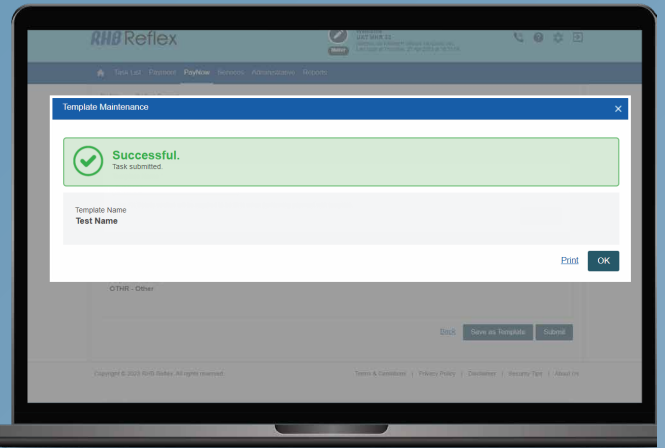 RHB Reflex
UAT
Maker
Task List Payment PayNow Services Administration Reports
Template Maintenance
×
Successful.
Task submitted.
Template Name
Test Name
Print
OK
OTHR - Other
Back
Save as Template
Submit
Copyright © 2023 RHB Reflex. All rights reserved.
Terms & Conditions | Privacy Policy | Disclaimer | Security Tips | About Us